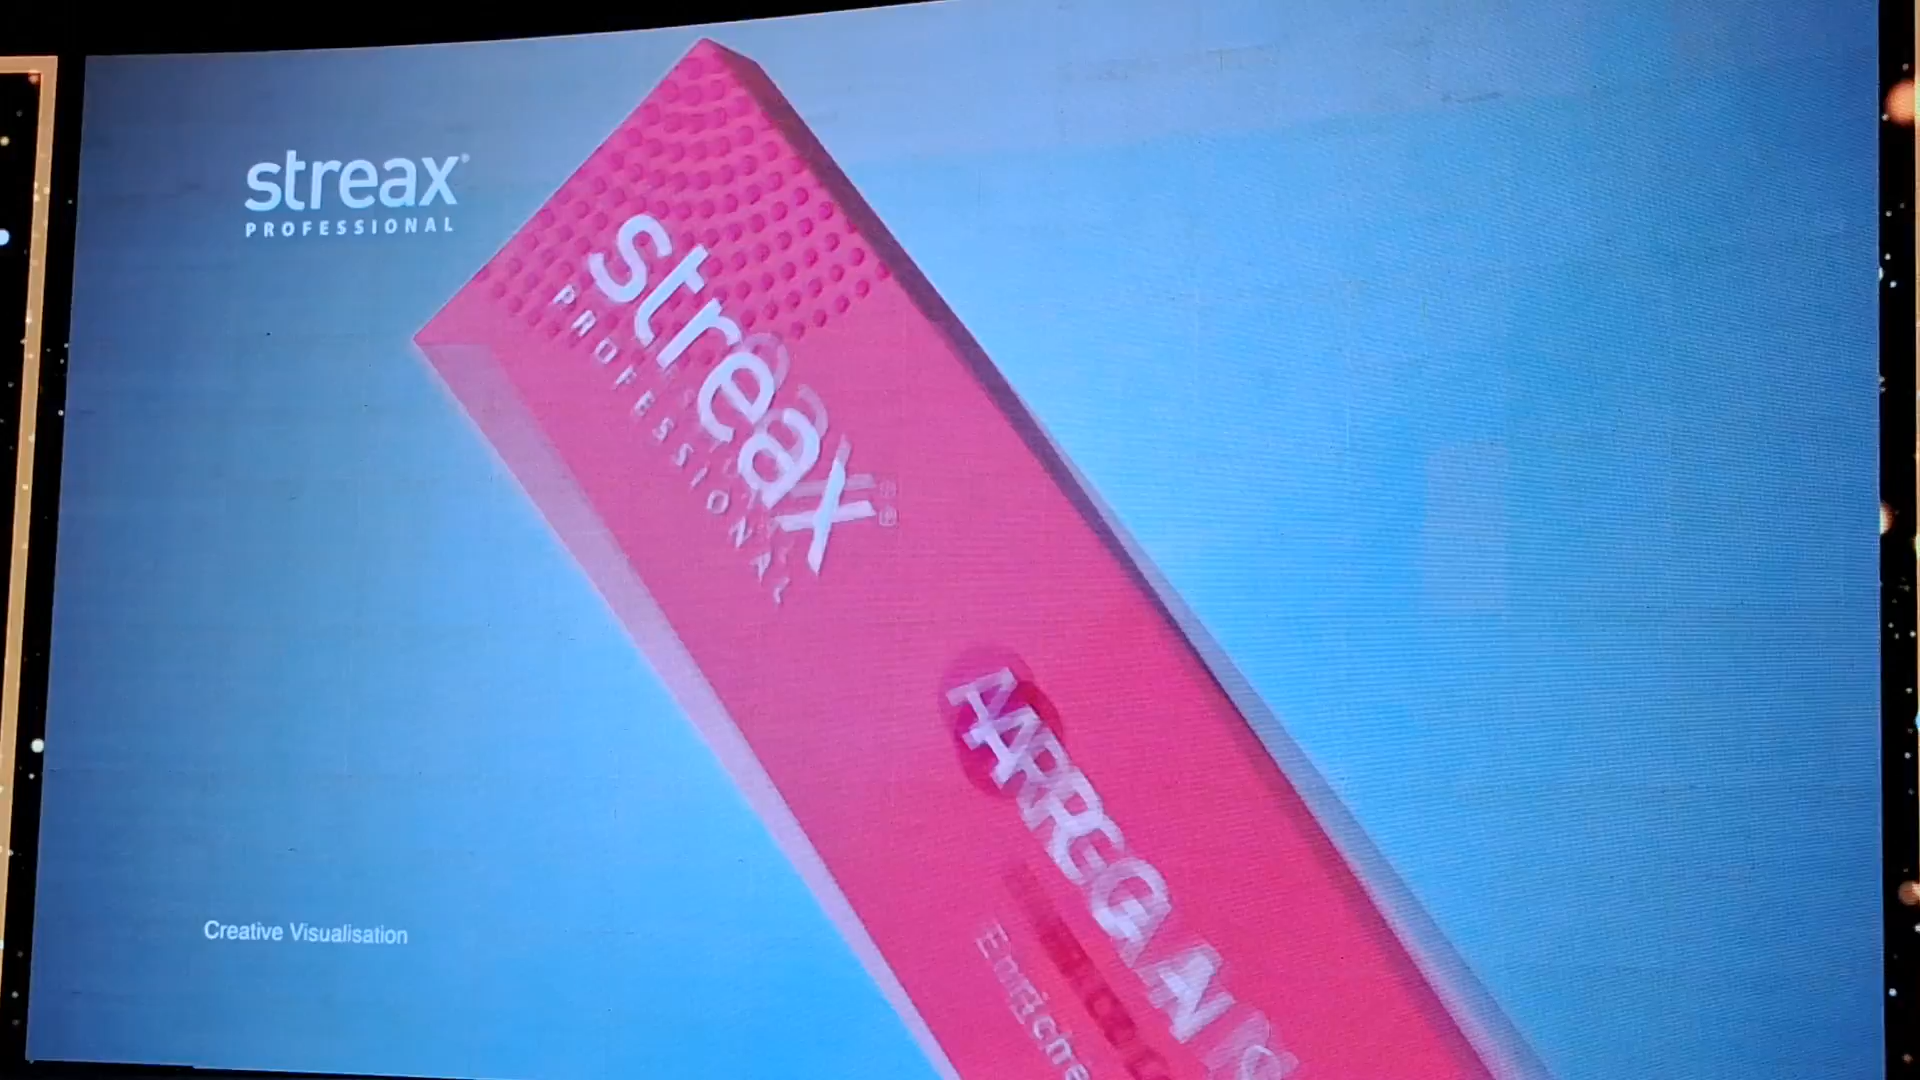 streax
PROFESSIONAL
streax
PROFESSIONAL
Creative Visualisation